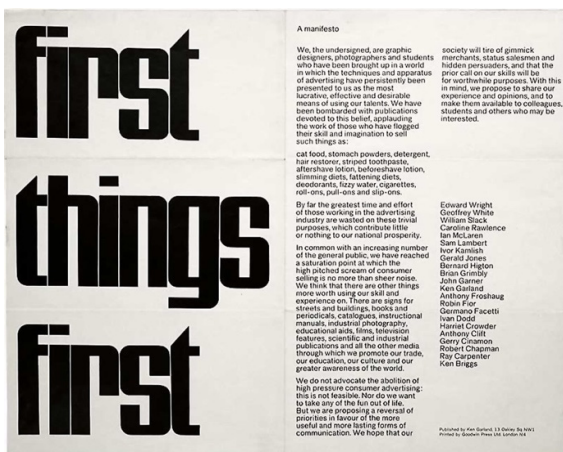 first
things
first
A manifesto
We, the undersigned, are graphic
designers, photographers and students
who have been brought up in a world
in which the techniques and apparatus
of advertising have persistently been
presented to us as the most
lucrative, effective and desirable
means of using our talents. We have
been bombarded with publications
devoted to this belief, applauding
the work of those who have flogged
their skill and imagination to sell
such things as:
cat food, stomach powders, detergent,
hair restorer, striped toothpaste,
aftershave lotion, beforeshave lotion,
slimming diets, fattening diets,
deodorants, fizzy water, cigarettes,
roll-ons, pull-ons and slip-ons.
By far the greatest time and effort
of those working in the advertising
industry are wasted on these trivial
purposes, which contribute little
or nothing to our national prosperity.
In common with an increasing number
of the general public, we have reached
a saturation point at which the
high pitched scream of consumer
selling is no more than sheer noise.
We think that there are other things
more worth using our skill and
experience on. There are signs for
streets and buildings, books and
periodicals, catalogues, instructional
manuals, industrial photography,
educational aids, films, television
features, scientific and industrial
publications and all the other media
through which we promote our trade,
our education, our culture and our
greater awareness of the world.
We do not advocate the abolition of
high pressure consumer advertising:
this is not feasible. Nor do we want
to take any of the fun out of life.
But we are proposing a reversal of
priorities in favour of the more
useful and more lasting forms of
communication. We hope that our
society will tire of gimmick
merchants, status salesmen and
hidden persuaders, and that the
prior call on our skills will be
for worthwhile purposes. With this
in mind, we propose to share our
experience and opinions, and to
make them available to colleagues,
students and others who may be
interested.
Edward Wright
Geoffrey White
William Slack
Caroline Rawlence
Ian McLaren
Sam Lambert
Ivor Kamlish
Gerald Jones
Bernard Higton
Brian Grimbly
John Garner
Ken Garland
Anthony Froshaug
Robin Fior
Germano Facetti
Ivan Dodd
Harriet Crowder
Anthony Clift
Gerry Cinamon
Robert Chapman
Ray Carpenter
Ken Briggs
Published by Ken Garland, 13 Oakley Sq NW1
Printed by Goodwin Press Ltd London N4